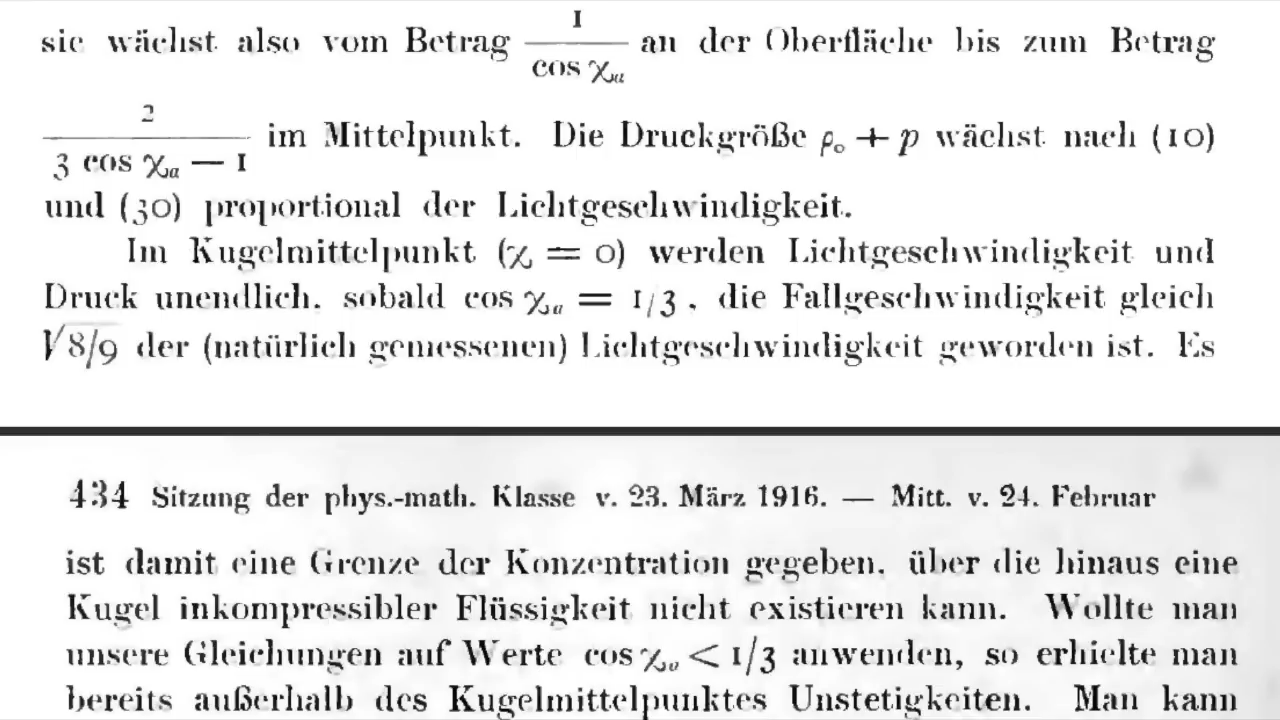 sie wächst also vom Betrag 1/cos χₐ an der Oberfläche bis zum Betrag
2/(3 cos χₐ − 1) im Mittelpunkt. Die Druckgröße ρ₀ + p wächst nach (10)
und (30) proportional der Lichtgeschwindigkeit.
Im Kugelmittelpunkt (χ = 0) werden Lichtgeschwindigkeit und
Druck unendlich, sobald cos χₐ = 1/3, die Fallgeschwindigkeit gleich
√8/9 der (natürlich gemessenen) Lichtgeschwindigkeit geworden ist. Es
434 Sitzung der phys.-math. Klasse v. 23. März 1916. — Mitt. v. 24. Februar
ist damit eine Grenze der Konzentration gegeben, über die hinaus eine
Kugel inkompressibler Flüssigkeit nicht existieren kann. Wollte man
unsere Gleichungen auf Werte cos χₐ < 1/3 anwenden, so erhielte man
bereits außerhalb des Kugelmittelpunktes Unstetigkeiten. Man kann